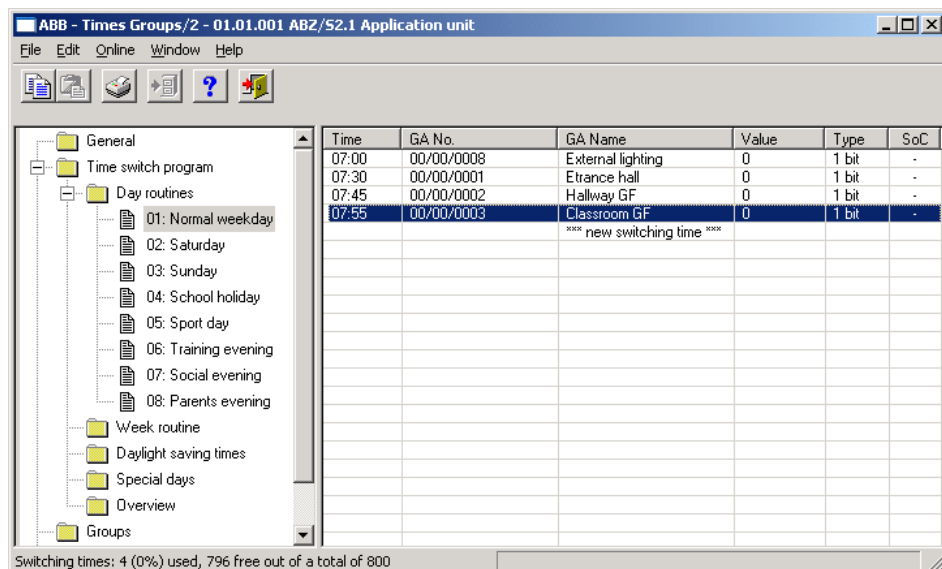 ABB - Times Groups/2 - 01.01.001 ABZ/S2.1 Application unit
File Edit Online Window Help
General
Time switch program
Day routines
01: Normal weekday
02: Saturday
03: Sunday
04: School holiday
05: Sport day
06: Training evening
07: Social evening
08: Parents evening
Week routine
Daylight saving times
Special days
Overview
Groups
Time GA No. GA Name Value Type SoC
07:00 00/00/0008 External lighting 0 1 bit -
07:30 00/00/0001 Etrance hall 0 1 bit -
07:45 00/00/0002 Hallway GF 0 1 bit -
07:55 00/00/0003 Classroom GF 0 1 bit -
*** new switching time ***
Switching times: 4 (0%) used, 796 free out of a total of 800